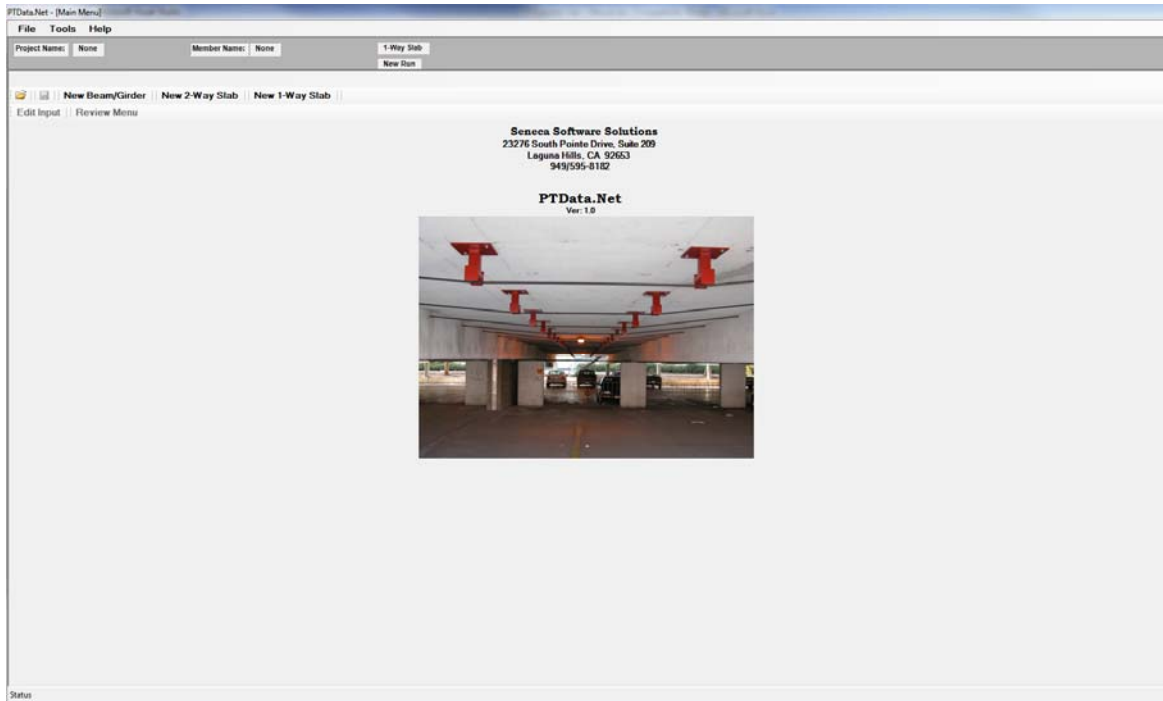 PTData.Net - [Main Menu]
File Tools Help
Project Name: None Member Name: None 1-Way Slab
New Run
New Beam/Girder New 2-Way Slab New 1-Way Slab
Edit Input Review Menu
Seneca Software Solutions
23276 South Pointe Drive, Suite 209
Laguna Hills, CA 92653
949/595-8182
PTData.Net
Ver: 1.0
Status